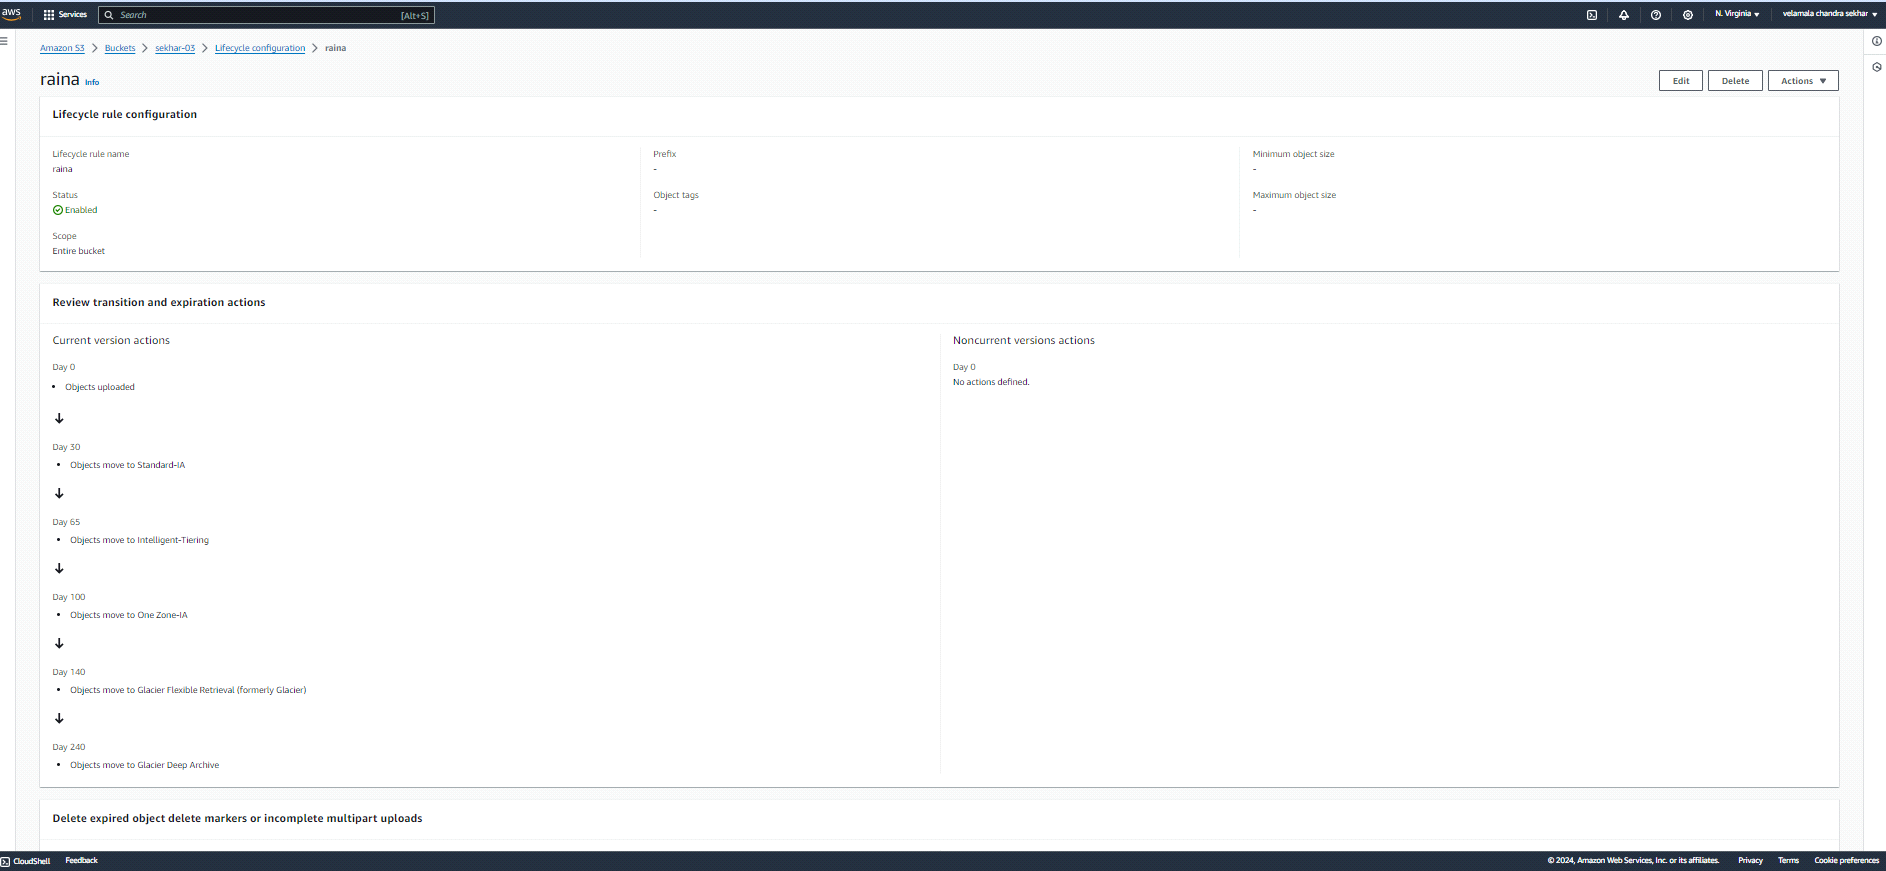 aws Services Search [Alt+S] N. Virginia velamala chandra sekhar
Amazon S3 Buckets sekhar-03 Lifecycle configuration raina
raina Info Edit Delete Actions
Lifecycle rule configuration
Lifecycle rule name
raina
Status
Enabled
Scope
Entire bucket
Prefix
-
Object tags
-
Minimum object size
-
Maximum object size
-
Review transition and expiration actions
Current version actions
Day 0
• Objects uploaded
Day 30
• Objects move to Standard-IA
Day 65
• Objects move to Intelligent-Tiering
Day 100
• Objects move to One Zone-IA
Day 140
• Objects move to Glacier Flexible Retrieval (formerly Glacier)
Day 240
• Objects move to Glacier Deep Archive
Noncurrent versions actions
Day 0
No actions defined.
Delete expired object delete markers or incomplete multipart uploads
CloudShell Feedback © 2024, Amazon Web Services, Inc. or its affiliates. Privacy Terms Cookie preferences